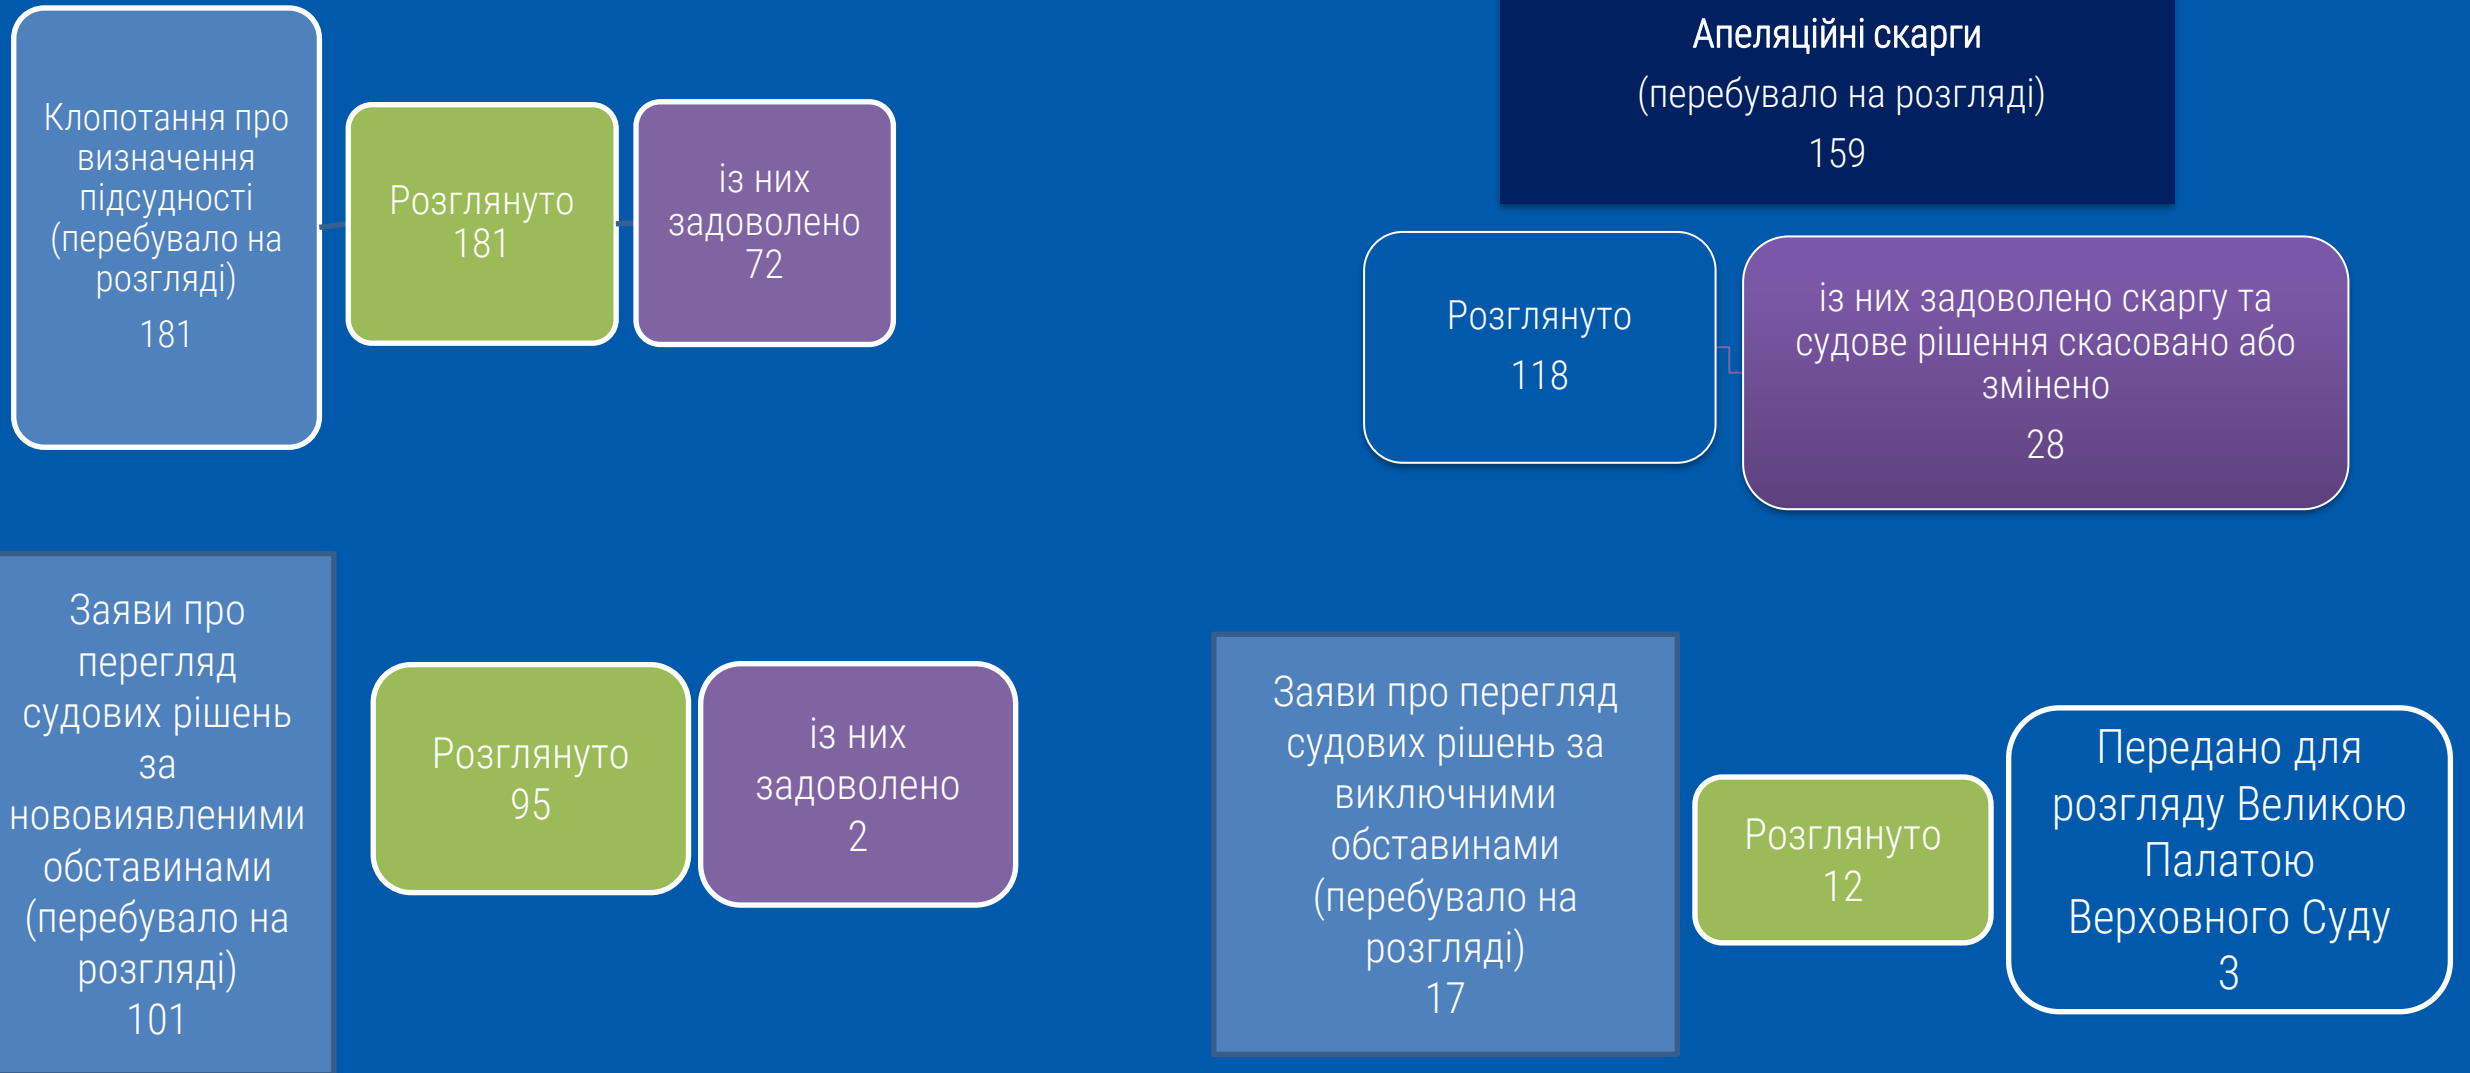 Клопотання про
визначення
підсудності
(перебувало на
розгляді)
181
Розглянуто
181
із них
задоволено
72
Апеляційні скарги
(перебувало на розгляді)
159
Розглянуто
118
із них задоволено скаргу та
судове рішення скасовано або
змінено
28
Заяви про
перегляд
судових рішень
за
нововиявленими
обставинами
(перебувало на
розгляді)
101
Розглянуто
95
із них
задоволено
2
Заяви про перегляд
судових рішень за
виключними
обставинами
(перебувало на
розгляді)
17
Розглянуто
12
Передано для
розгляду Великою
Палатою
Верховного Суду
3